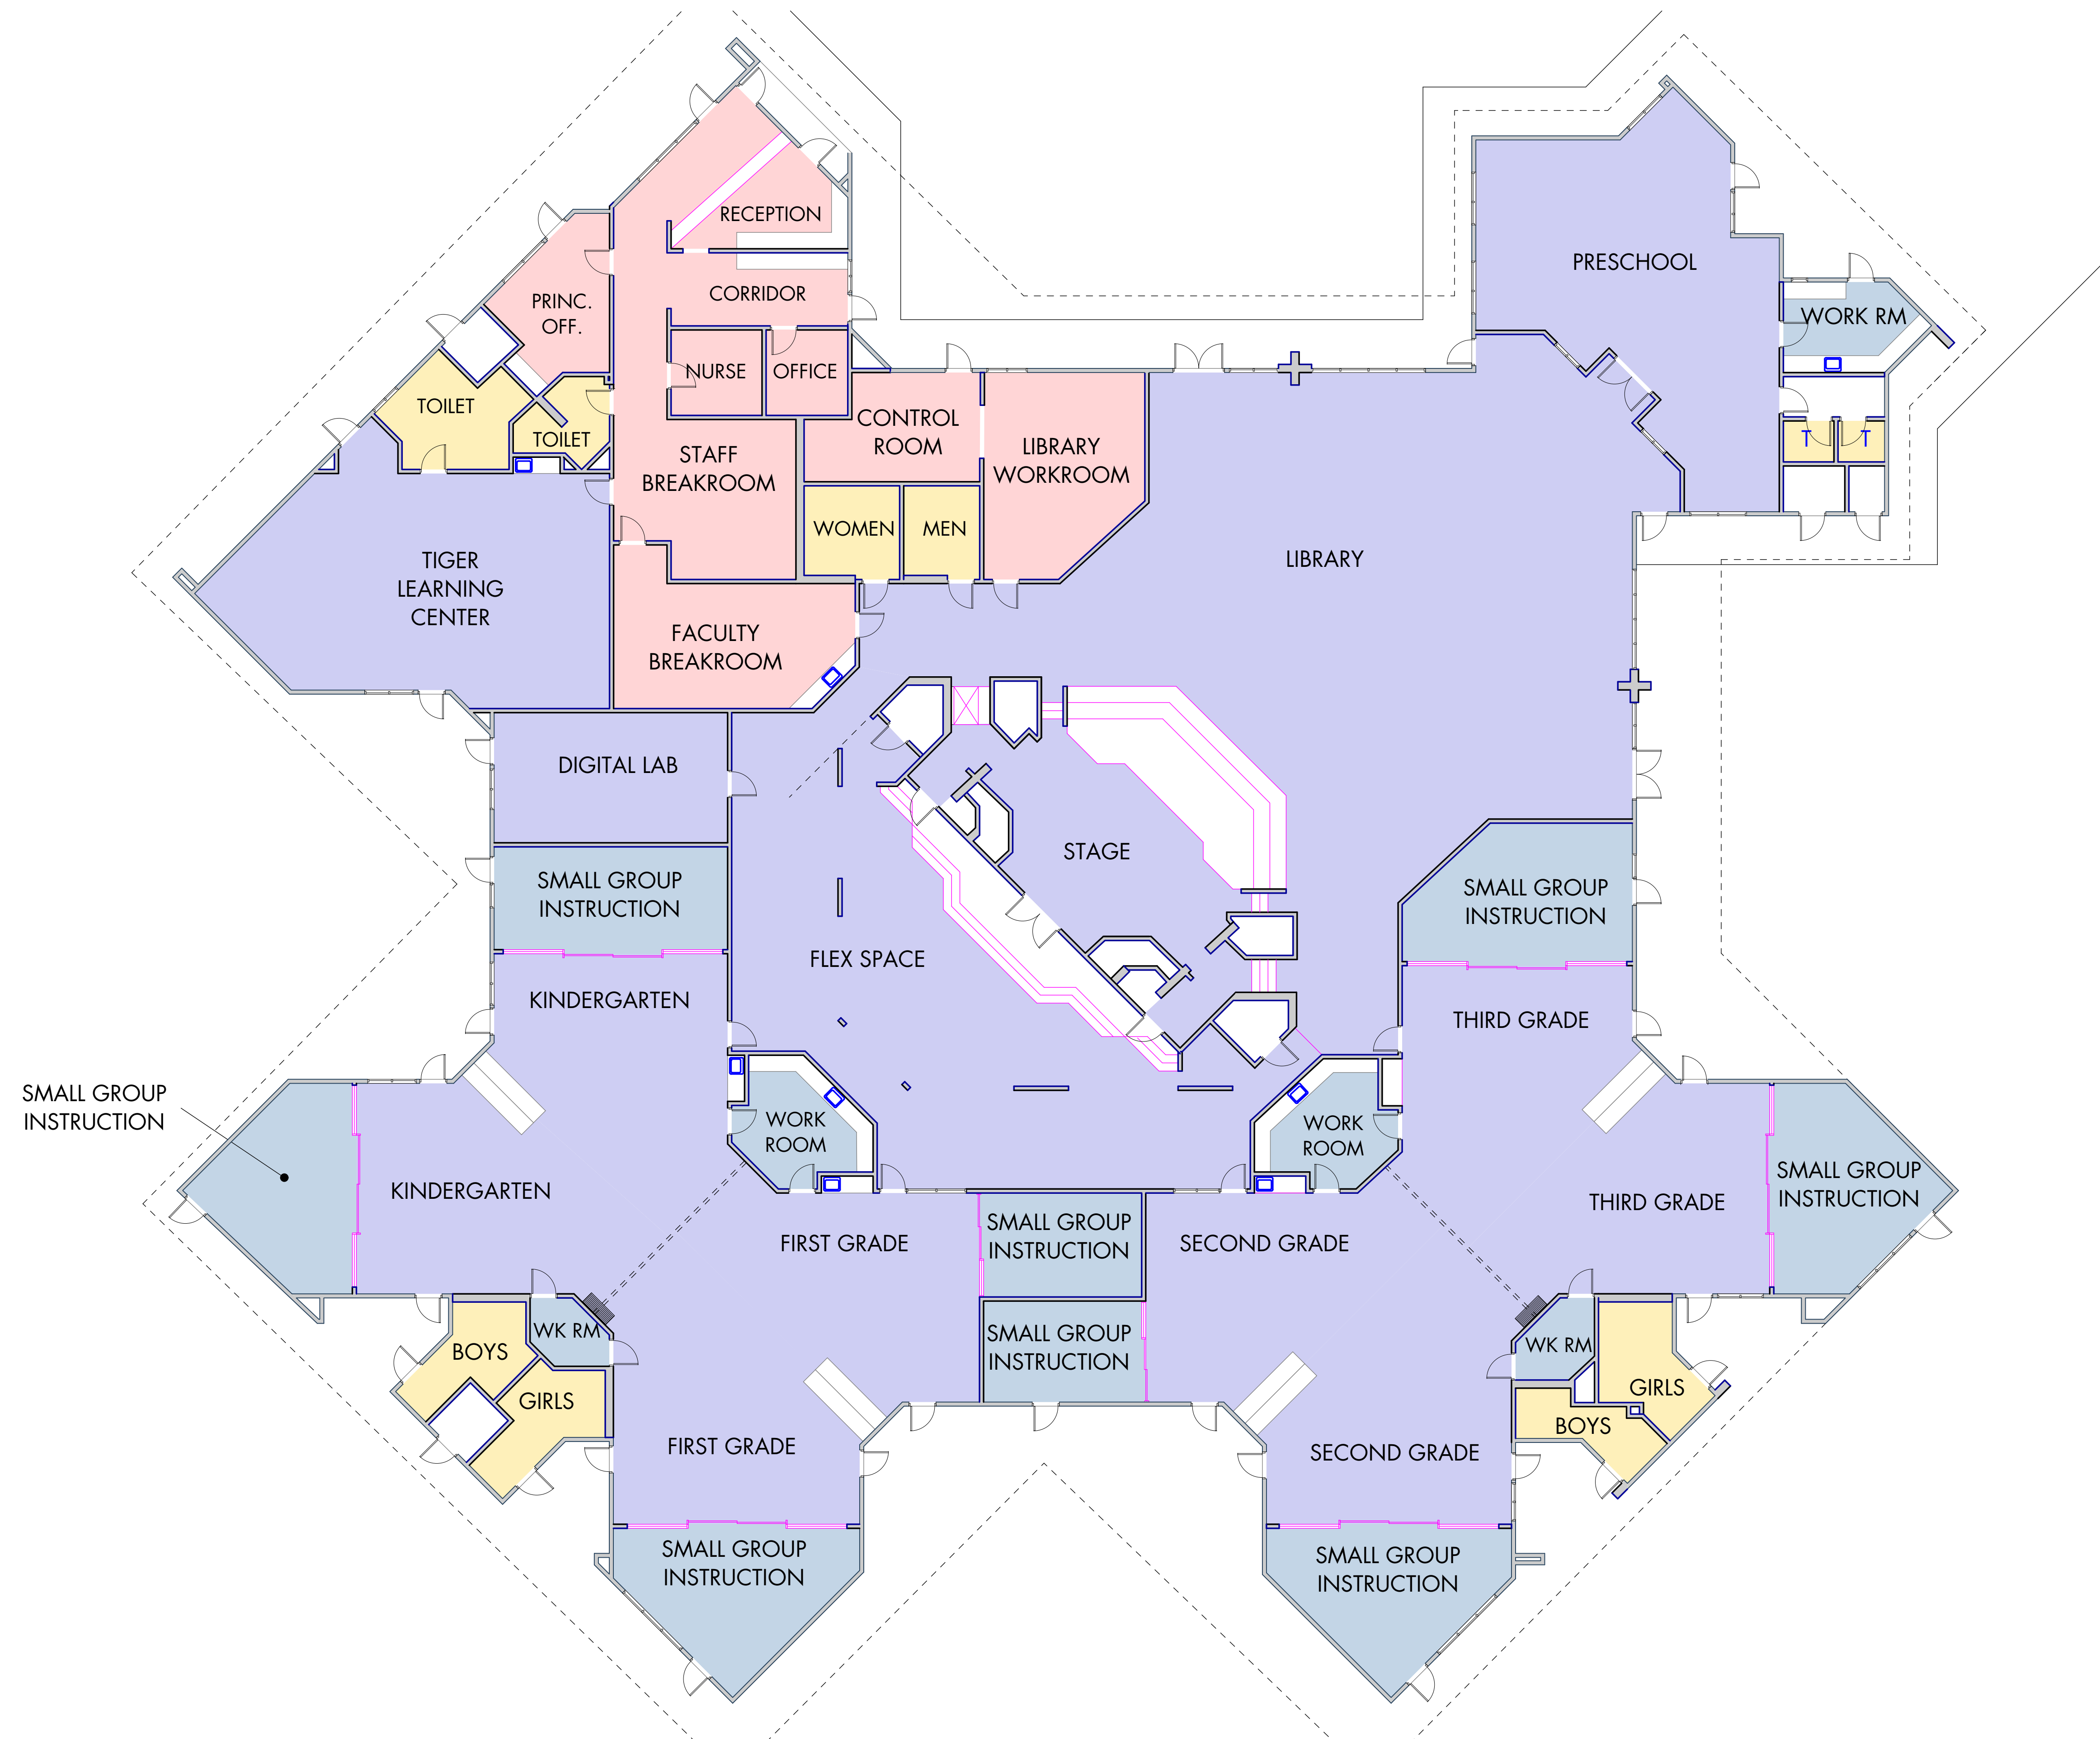 RECEPTION
PRESCHOOL
PRINC.
OFF.
CORRIDOR
WORK RM
NURSE
OFFICE
TOILET
TOILET
CONTROL
ROOM
LIBRARY
WORKROOM
STAFF
BREAKROOM
T
T
WOMEN
MEN
LIBRARY
TIGER
LEARNING
CENTER
FACULTY
BREAKROOM
DIGITAL LAB
STAGE
SMALL GROUP
INSTRUCTION
SMALL GROUP
INSTRUCTION
FLEX SPACE
KINDERGARTEN
THIRD GRADE
SMALL GROUP
INSTRUCTION
WORK
ROOM
WORK
ROOM
KINDERGARTEN
THIRD GRADE
SMALL GROUP
INSTRUCTION
FIRST GRADE
SMALL GROUP
INSTRUCTION
SECOND GRADE
WK RM
BOYS
GIRLS
SMALL GROUP
INSTRUCTION
WK RM
GIRLS
BOYS
FIRST GRADE
SECOND GRADE
SMALL GROUP
INSTRUCTION
SMALL GROUP
INSTRUCTION